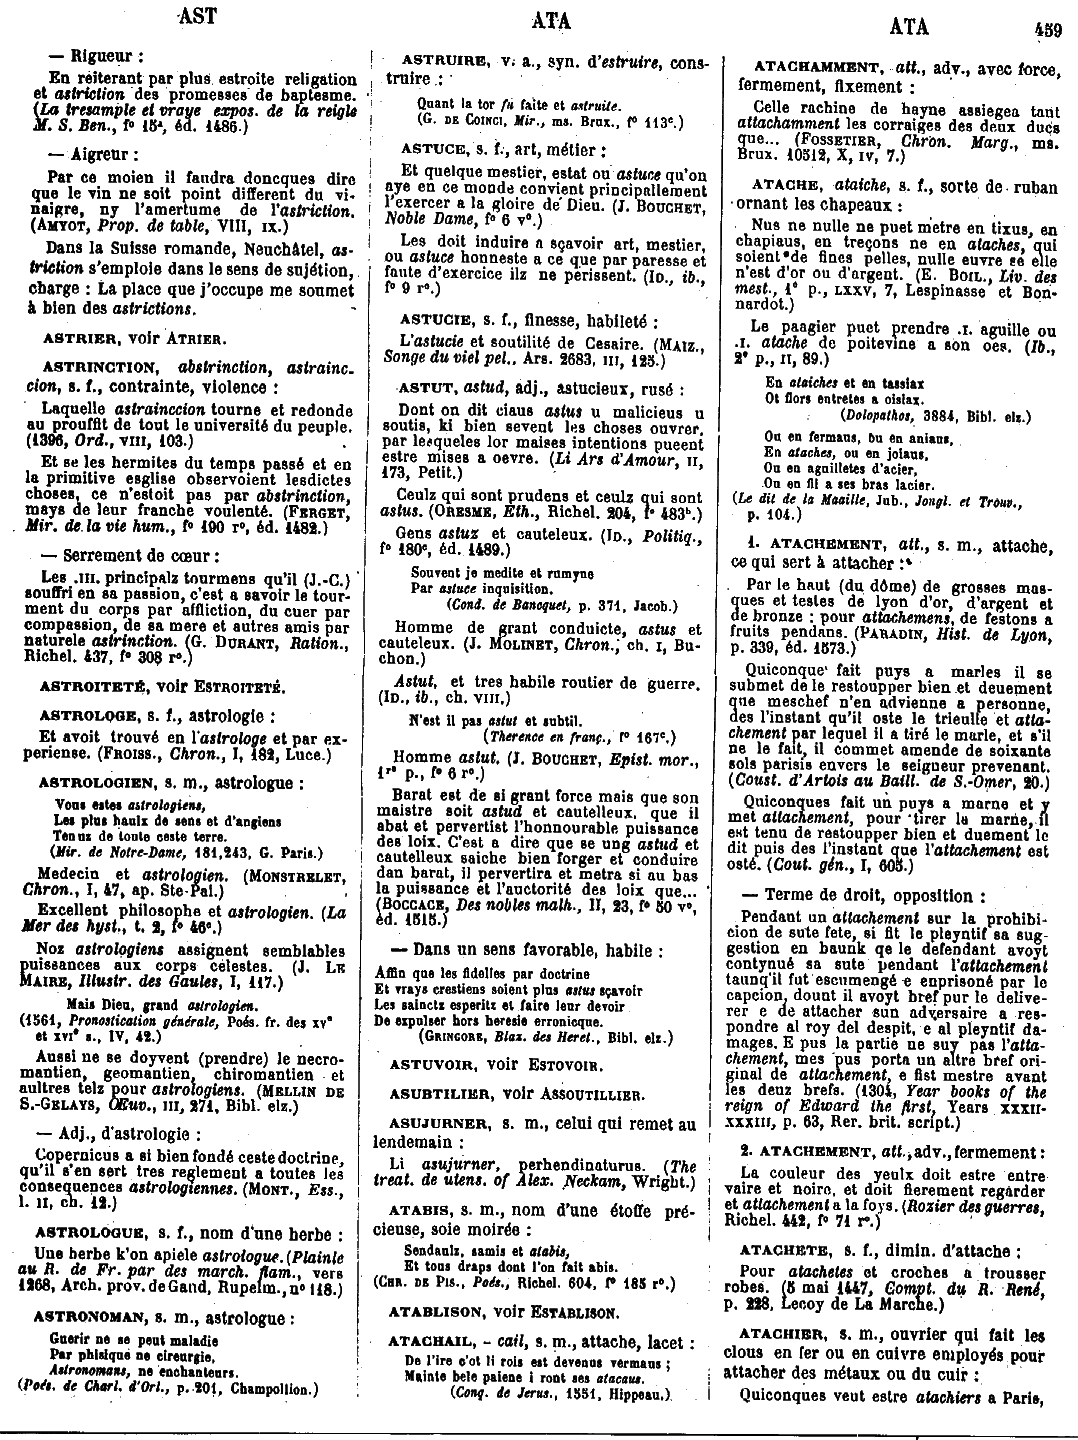 AST
ATA
ATA
459
— Rigueur :
En reiterant par plus estroite religation
et astriction des promesses de baptesme.
(La tresample et vraye expos. de la reigle
M. S. Ben., f° 15ᵃ, éd. 1486.)
— Aigreur :
Par ce moien il faudra doncques dire
que le vin ne soit point different du vi-
naigre, ny l'amertume de l'astriction.
(AMYOT, Prop. de table, VIII, IX.)
Dans la Suisse romande, Neuchâtel, as-
triction s'emploie dans le sens de sujétion,
charge : La place que j'occupe me soumet
à bien des astrictions.
ASTRIER, voir ATRIER.
ASTRINCTION, abstrinction, astrainc-
cion, s. f., contrainte, violence :
Laquelle astrainccion tourne et redonde
au prouffit de tout le université du peuple.
(1396, Ord., VIII, 103.)
Et se les hermites du temps passé et en
la primitive esglise observoient lesdictes
choses, ce n'estoit pas par abstrinction,
mays de leur franche voulenté. (FERGET,
Mir. de la vie hum., f° 190 r°, éd. 1482.)
— Serrement de cœur :
Les .III. principalz tourmens qu'il (J.-C.)
souffri en sa passion, c'est a savoir le tour-
ment du corps par affliction, du cuer par
compassion, de sa mere et autres amis par
naturele astrinction. (G. DURANT, Ration.,
Richel. 437, f° 308 r°.)
ASTROITETÉ, voir ESTROITETÉ.
ASTROLOGE, s. f., astrologie :
Et avoit trouvé en l'astrologe et par ex-
periense. (FROISS., Chron., I, 182, Luce.)
ASTROLOGIEN, s. m., astrologue :
Vous estes astrologiens,
Les plus haulx de sens et d'angiens
Tenuz de toute ceste terre.
(Mir. de Notre-Dame, 181,243, G. Paris.)
Medecin et astrologien. (MONSTRELET,
Chron., I, 47, ap. Ste-Pal.)
Excellent philosophe et astrologien. (La
Mer des hyst., t. 2, f° 46ᶜ.)
Noz astrologiens assignent semblables
puissances aux corps celestes. (J. LE
MAIRE, Illustr. des Gaules, I, 117.)
Mais Dieu, grand astrologien.
(1561, Pronostication générale, Poés. fr. des XVᵉ
et XVIᵉ s., IV, 42.)
Aussi ne se doyvent (prendre) le necro-
mantien, geomantien, chiromantien et
aultres telz pour astrologiens. (MELLIN DE
S.-GELAYS, Œuv., III, 271, Bibl. elz.)
— Adj., d'astrologie :
Copernicus a si bien fondé ceste doctrine,
qu'il s'en sert tres reglement a toutes les
consequences astrologiennes. (MONT., Ess.,
l. II, ch. 12.)
ASTROLOGUE, s. f., nom d'une herbe :
Une herbe k'on apiele astrologue. (Plainte
au R. de Fr. par des march. flam., vers
1268, Arch. prov. de Gand, Rupelm., n° 118.)
ASTRONOMAN, s. m., astrologue :
Guerir ne se peut maladie
Par phisique ne cireurgie,
Astronomans, ne enchanteurs.
(Poés. de Charl. d'Orl., p. 201, Champollion.)
ASTRUIRE, v. a., syn. d'estruire, cons-
truire :
Quant la tor fu faite et astruite.
(G. DE COINCI, Mir., ms. Brux., f° 113ᶜ.)
ASTUCE, s. f., art, métier :
Et quelque mestier, estat ou astuce qu'on
aye en ce monde convient principallement
l'exercer a la gloire de Dieu. (J. BOUCHET,
Noble Dame, f° 6 v°.)
Les doit induire a sçavoir art, mestier,
ou astuce honneste a ce que par paresse et
faute d'exercice ilz ne périssent. (ID., ib.,
f° 9 r°.)
ASTUCIE, s. f., finesse, habileté :
L'astucie et soutilité de Cesaire. (MAIZ.,
Songe du viel pel., Ars. 2683, III, 125.)
ASTUT, astud, adj., astucieux, rusé :
Dont on dit ciaus astus u malicieus u
soutis, ki bien sevent les choses ouvrer,
par lesqueles lor maises intentions pueent
estre mises a oevre. (Li Ars d'Amour, II,
173, Petit.)
Ceulz qui sont prudens et ceulz qui sont
astus. (ORESME, Eth., Richel. 204, f° 483ᵇ.)
Gens astuz et cauteleux. (ID., Politiq.,
f° 180ᶜ, éd. 1489.)
Souvent je medite et rumyne
Par astuce inquisition.
(Cond. de Bancquet, p. 371, Jacob.)
Homme de grant conduicte, astus et
cauteleux. (J. MOLINET, Chron., ch. I, Bu-
chon.)
Astut, et tres habile routier de guerre.
(ID., ib., ch. VIII.)
N'est il pas astut et subtil.
(Therence en franç., f° 167ᶜ.)
Homme astut. (J. BOUCHET, Epist. mor.,
1ʳᵉ p., f° 6 r°.)
Barat est de si grant force mais que son
maistre soit astud et cautelleux, que il
abat et pervertist l'honnourable puissance
des loix. C'est a dire que se ung astud et
cautelleux saiche bien forger et conduire
dan barat, il pervertira et metra si au bas
la puissance et l'auctorité des loix que...
(BOCCACE, Des nobles malh., II, 23, f° 50 v°,
éd. 1515.)
— Dans un sens favorable, habile :
Affin que les fidelles par doctrine
Et vrays crestiens soient plus astus sçavoir
Les sainctz esperitz et faire leur devoir
De expulser hors heresie erronicque.
(GRINGORE, Blaz. des Heret., Bibl. elz.)
ASTUVOIR, voir ESTOVOIR.
ASUBTILIER, voir ASSOUTILLIER.
ASUJURNER, s. m., celui qui remet au
lendemain :
Li asujurner, perhendinaturus. (The
treat. de utens. of Alex. Neckam, Wright.)
ATABIS, s. m., nom d'une étoffe pré-
cieuse, soie moirée :
Sendaulz, samis et atabis,
Et tous draps dont l'on fait abis.
(CHR. DE PIS., Poés., Richel. 604, f° 185 r°.)
ATABLISON, voir ESTABLISON.
ATACHAIL, - cail, s. m., attache, lacet :
De l'ire c'ot li rois est devenus vermaus ;
Mainte bele paiene i ront ses atacaus.
(Conq. de Jerus., 1551, Hippeau.)
ATACHAMMENT, att., adv., avec force,
fermement, fixement :
Celle rachine de hayne assiegea tant
attachamment les corraiges des deux ducs
que... (FOSSETIER, Chron. Marg., ms.
Brux. 10512, X, IV, 7.)
ATACHE, ataiche, s. f., sorte de ruban
ornant les chapeaux :
Nus ne nulle ne puet metre en tixus, en
chapiaus, en treçons ne en ataches, qui
soient de fines pelles, nulle euvre se elle
n'est d'or ou d'argent. (E. BOIL., Liv. des
mest., 1ᵉ p., LXXV, 7, Lespinasse et Bon-
nardot.)
Le paagier puet prendre .I. aguille ou
.I. atache de poitevine a son oes. (Ib.,
2ᵉ p., II, 89.)
En ataiches et en tassiax
Ot flors entretes a oisiax.
(Dolopathos, 3884, Bibl. elz.)
Ou en fermaus, ou en aniaus,
En ataches, ou en joiaus,
Ou en aguilletes d'acier,
Ou en fil a ses bras lacier.
(Le dit de la Maaille, Jub., Jongl. et Trouv.,
p. 104.)
1. ATACHEMENT, att., s. m., attache,
ce qui sert à attacher :
Par le haut (du dôme) de grosses mas-
ques et testes de lyon d'or, d'argent et
de bronze : pour attachemens, de festons a
fruits pendans. (PARADIN, Hist. de Lyon,
p. 339, éd. 1573.)
Quiconque fait puys a marles il se
submet de le restoupper bien et deuement
que meschef n'en advienne a personne,
des l'instant qu'il oste le trieulle et atta-
chement par lequel il a tiré le marle, et s'il
ne le fait, il commet amende de soixante
sols parisis envers le seigneur prevenant.
(Coust. d'Artois au Baill. de S.-Omer, 20.)
Quiconques fait un puys a marne et y
met attachement, pour tirer le marne, il
est tenu de restoupper bien et duement le
dit puis des l'instant que l'attachement est
osté. (Cout. gén., I, 605.)
— Terme de droit, opposition :
Pendant un attachement sur la prohibi-
cion de sute fete, si fit le pleyntif sa sug-
gestion en baunk qe le defendant avoyt
contynué sa sute pendant l'attachement
taunq'il fut escumengé e enprisoné par le
capcion, dount il avoyt bref pur le delive-
rer e de attacher sun adversaire a res-
pondre al roy del despit, e al pleyntif da-
mages. E pus la partie ne suy pas l'atta-
chement, mes pus porta un altre bref ori-
ginal de attachement, e fist mestre avant
les deuz brefs. (1304, Year books of the
reign of Edward the first, Years XXXII-
XXXIII, p. 63, Rer. brit. script.)
2. ATACHEMENT, att., adv., fermement :
La couleur des yeulx doit estre entre
vaire et noire, et doit fierement regarder
et attachement a la foys. (Rozier des guerres,
Richel. 442, f° 71 r°.)
ATACHETE, s. f., dimin. d'attache :
Pour atachetes et croches a trousser
robes. (5 mai 1447, Compt. du R. René,
p. 228, Lecoy de La Marche.)
ATACHIER, s. m., ouvrier qui fait les
clous en fer ou en cuivre employés pour
attacher des métaux ou du cuir :
Quiconques veut estre atachiers a Paris,